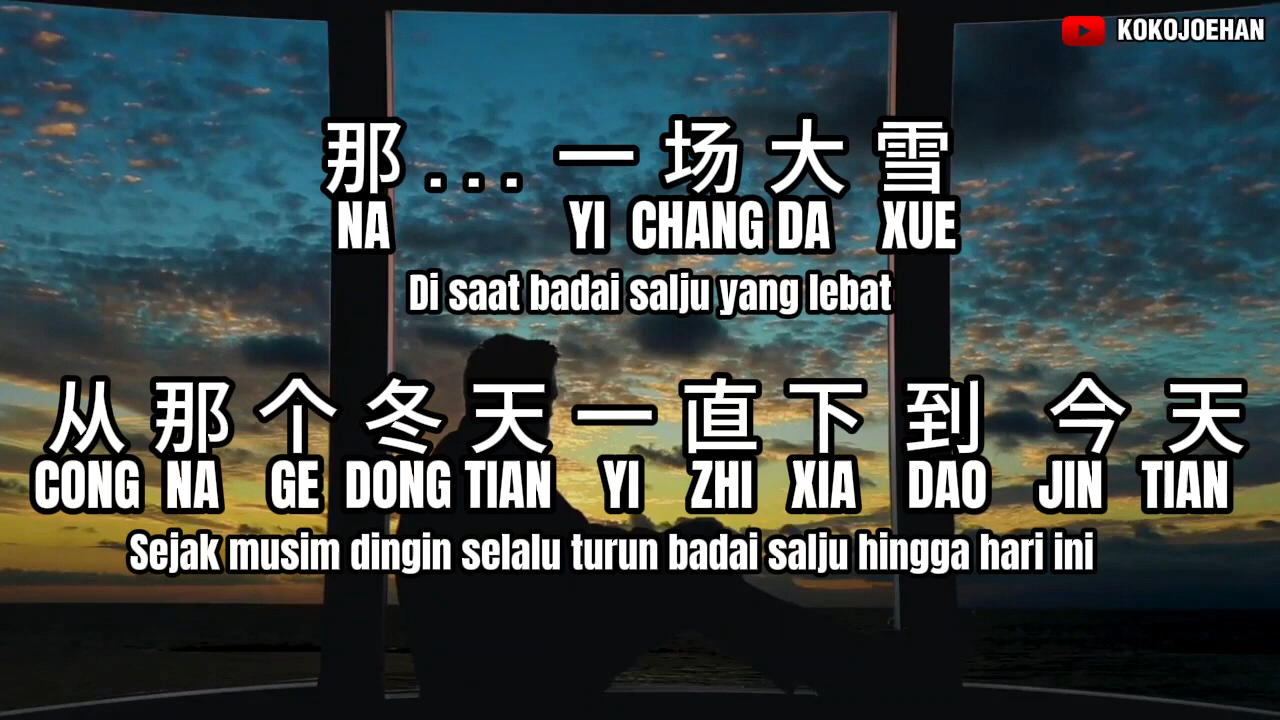 KOKOJOEHAN
那... 一场大雪
NA YI CHANG DA XUE
Di saat badai salju yang lebat
从那个冬天一直下到今天
CONG NA GE DONG TIAN YI ZHI XIA DAO JIN TIAN
Sejak musim dingin selalu turun badai salju hingga hari ini